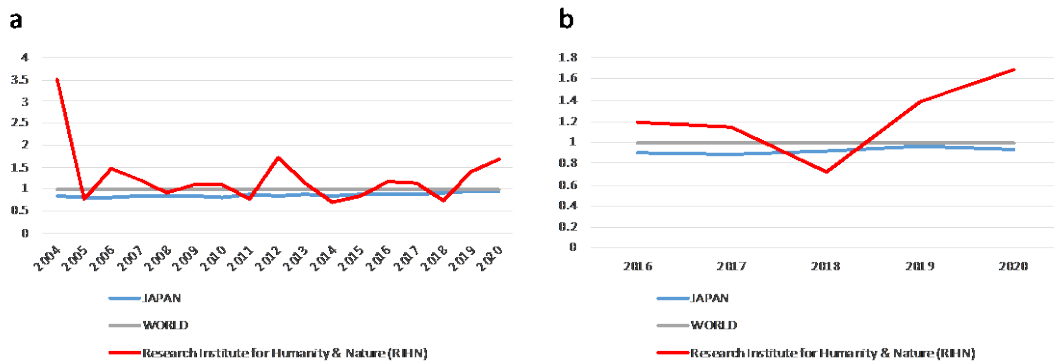 a
4
3.5
3
2.5
2
1.5
1
0.5
0
2004 2005 2006 2007 2008 2009 2010 2011 2012 2013 2014 2015 2016 2017 2018 2019 2020
JAPAN
WORLD
Research Institute for Humanity & Nature (RIHN)
b
1.8
1.6
1.4
1.2
1
0.8
0.6
0.4
0.2
0
2016 2017 2018 2019 2020
JAPAN
WORLD
Research Institute for Humanity & Nature (RIHN)